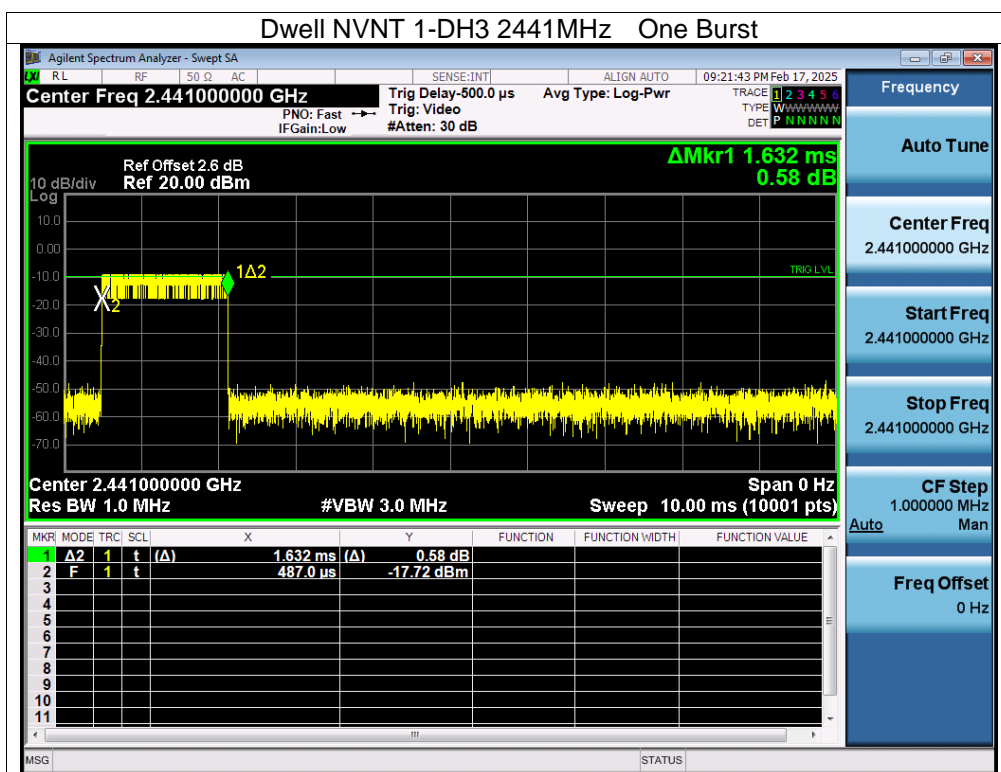 Dwell NVNT 1-DH3 2441MHz One Burst
Agilent Spectrum Analyzer - Swept SA
LXI RL RF 50 Ω AC SENSE:INT ALIGN AUTO 09:21:43 PM Feb 17, 2025
Center Freq 2.441000000 GHz Trig Delay-500.0 µs Avg Type: Log-Pwr TRACE 1 2 3 4 5 6
PNO: Fast Trig: Video TYPE WWWWWW
IFGain:Low #Atten: 30 dB DET P N N N N N
ΔMkr1 1.632 ms
0.58 dB
Ref Offset 2.6 dB
10 dB/div Ref 20.00 dBm
Log
10.0
0.00
-10.0
-20.0
-30.0
-40.0
-50.0
-60.0
-70.0
1Δ2
TRIG LVL
2
Center 2.441000000 GHz Span 0 Hz
Res BW 1.0 MHz #VBW 3.0 MHz Sweep 10.00 ms (10001 pts)
MKR MODE TRC SCL X Y FUNCTION FUNCTION WIDTH FUNCTION VALUE
1 Δ2 1 t (Δ) 1.632 ms (Δ) 0.58 dB
2 F 1 t 487.0 µs -17.72 dBm
3
4
5
6
7
8
9
10
11
MSG STATUS
Frequency
Auto Tune
Center Freq
2.441000000 GHz
Start Freq
2.441000000 GHz
Stop Freq
2.441000000 GHz
CF Step
1.000000 MHz
Auto Man
Freq Offset
0 Hz